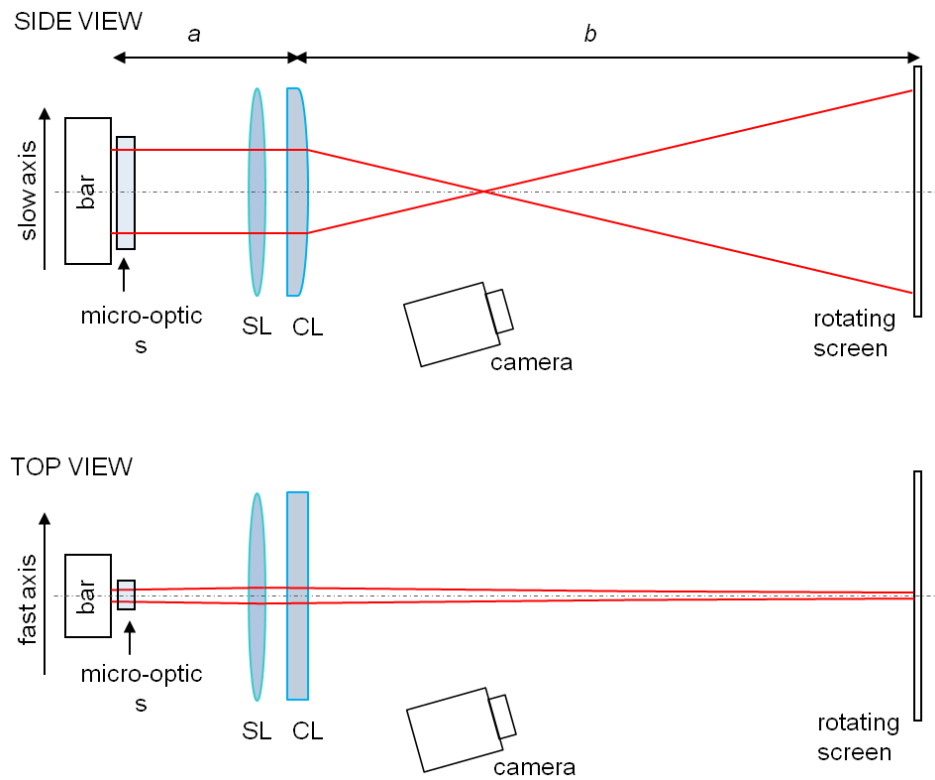 SIDE VIEW
a
b
slow axis
bar
micro-optic
s
SL
CL
camera
rotating
screen
TOP VIEW
fast axis
bar
micro-optic
s
SL
CL
camera
rotating
screen